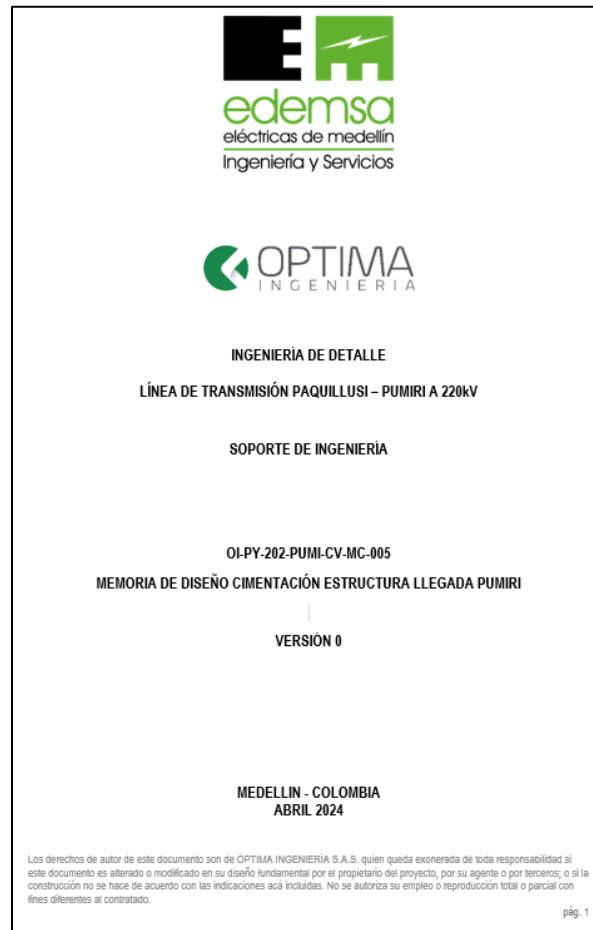 edemsa
eléctricas de medellín
Ingeniería y Servicios
OPTIMA
INGENIERIA
INGENIERÌA DE DETALLE
LÍNEA DE TRANSMISIÓN PAQUILLUSI – PUMIRI A 220kV
SOPORTE DE INGENIERÍA
OI-PY-202-PUMI-CV-MC-005
MEMORIA DE DISEÑO CIMENTACIÓN ESTRUCTURA LLEGADA PUMIRI
VERSIÓN 0
MEDELLIN - COLOMBIA
ABRIL 2024
Los derechos de autor de este documento son de ÓPTIMA INGENIERÍA S.A.S. quien queda exonerada de toda responsabilidad si
este documento es alterado o modificado en su diseño fundamental por el propietario del proyecto, por su agente o por terceros; o si la
construcción no se hace de acuerdo con las indicaciones acá incluidas. No se autoriza su empleo o reproducción total o parcial con
fines diferentes al contratado.
pág. 1